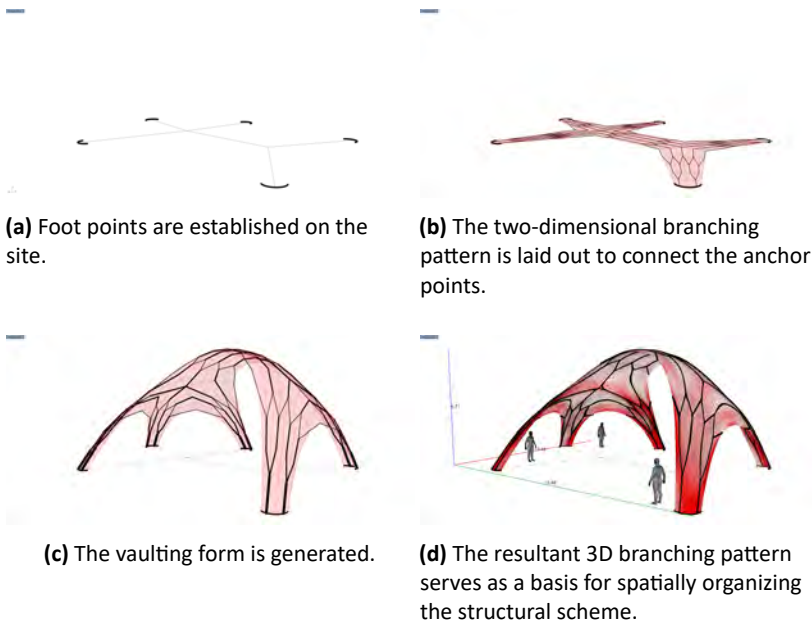 (a) Foot points are established on the
site.
(b) The two-dimensional branching
pattern is laid out to connect the anchor
points.
(c) The vaulting form is generated.
(d) The resultant 3D branching pattern
serves as a basis for spatially organizing
the structural scheme.